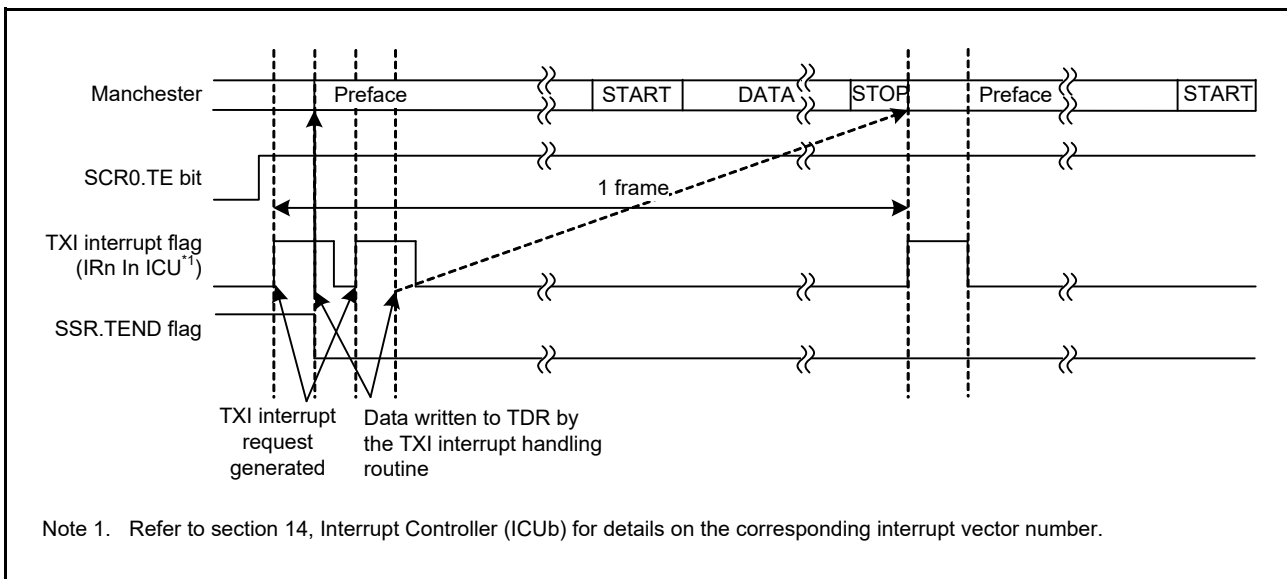 Manchester
Preface
START
DATA
STOP
Preface
START
SCR0.TE bit
1 frame
TXI interrupt flag
(IRn In ICU*1)
SSR.TEND flag
TXI interrupt
request
generated
Data written to TDR by
the TXI interrupt handling
routine
Note 1. Refer to section 14, Interrupt Controller (ICUb) for details on the corresponding interrupt vector number.